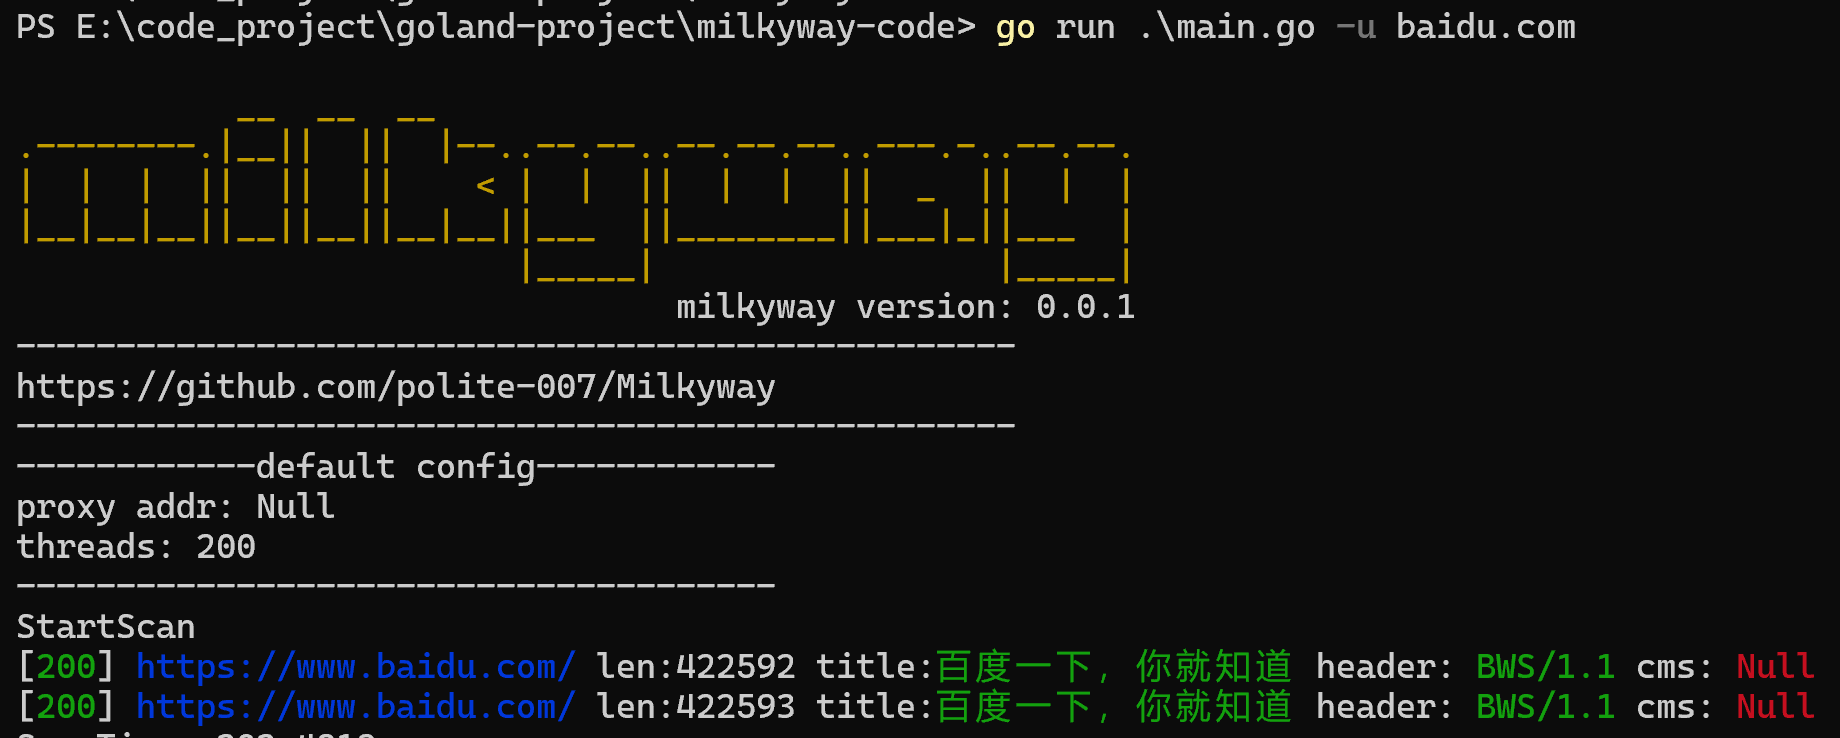 PS E:\code_project\goland-project\milkyway-code> go run .\main.go -u baidu.com
milkyway version: 0.0.1
--------------------------------------------------
https://github.com/polite-007/Milkyway
--------------------------------------------------
------------default config------------
proxy addr: Null
threads: 200
--------------------------------------
StartScan
[200] https://www.baidu.com/ len:422592 title:百度一下，你就知道 header: BWS/1.1 cms: Null
[200] https://www.baidu.com/ len:422593 title:百度一下，你就知道 header: BWS/1.1 cms: Null